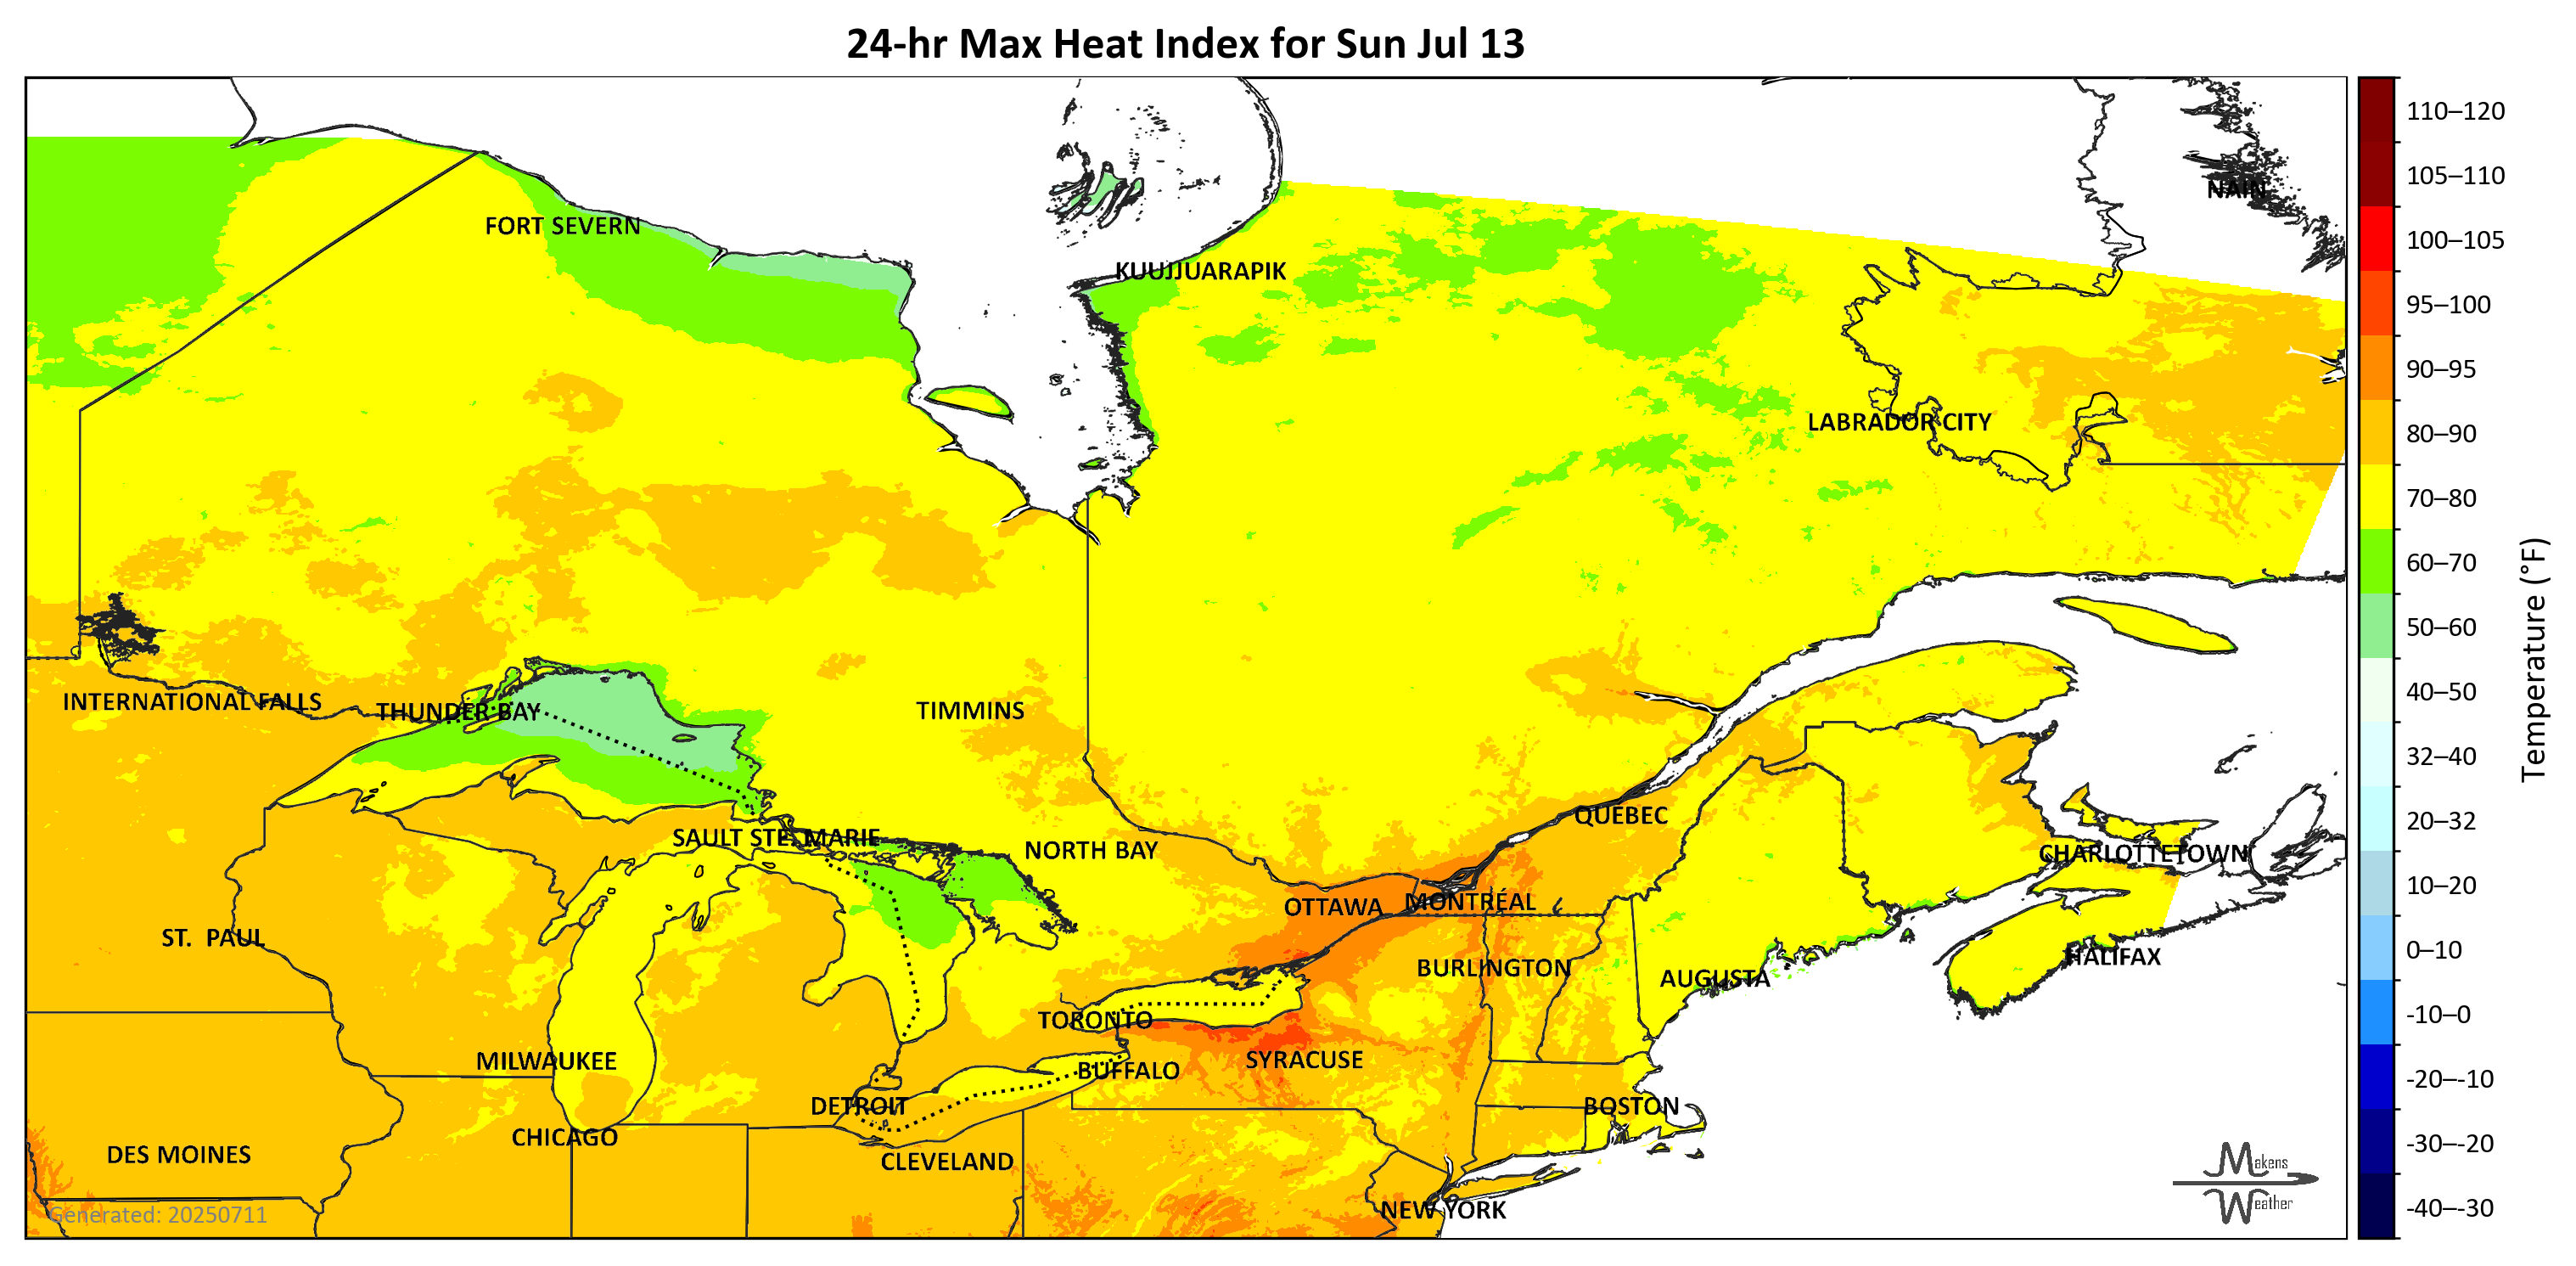 24-hr Max Heat Index for Sun Jul 13
NAIN
FORT SEVERN
KUUJJUARAPIK
LABRADOR CITY
INTERNATIONAL FALLS
THUNDER BAY
TIMMINS
QUEBEC
SAULT STE. MARIE
NORTH BAY
CHARLOTTETOWN
OTTAWA
MONTRÉAL
ST. PAUL
HALIFAX
BURLINGTON
AUGUSTA
TORONTO
MILWAUKEE
SYRACUSE
BUFFALO
DETROIT
BOSTON
CHICAGO
DES MOINES
CLEVELAND
NEW YORK
Generated: 20250711
Makens
Weather
110–120
105–110
100–105
95–100
90–95
80–90
70–80
60–70
50–60
40–50
32–40
20–32
10–20
0–10
-10–0
-20–-10
-30–-20
-40–-30
Temperature (°F)